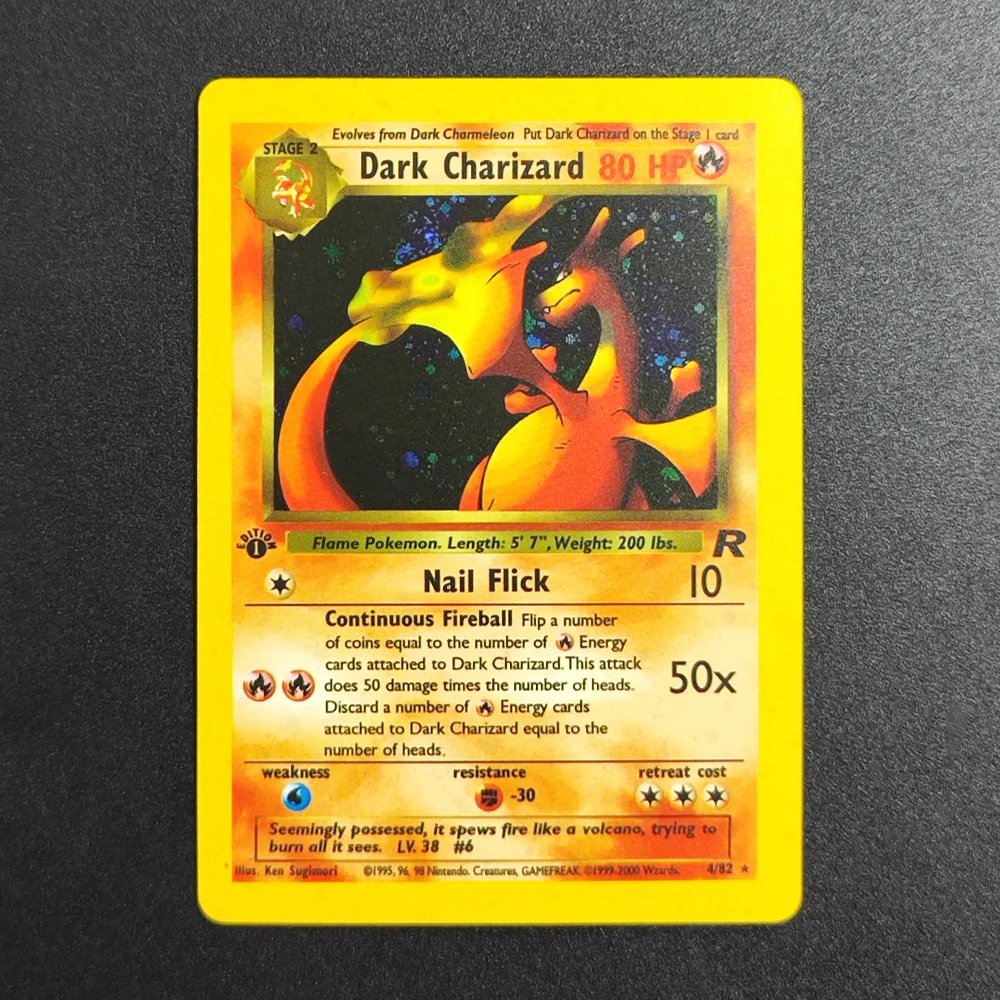 Evolves from Dark Charmeleon Put Dark Charizard on the Stage 1 card
STAGE 2
Dark Charizard 80 HP
EDITION 1
Flame Pokemon. Length: 5' 7", Weight: 200 lbs.
R
Nail Flick 10
Continuous Fireball Flip a number
of coins equal to the number of Energy
cards attached to Dark Charizard. This attack
does 50 damage times the number of heads.
Discard a number of Energy cards
attached to Dark Charizard equal to the
number of heads.
50x
weakness resistance retreat cost
-30
Seemingly possessed, it spews fire like a volcano, trying to
burn all it sees. LV. 38 #6
Illus. Ken Sugimori ©1995, 96, 98 Nintendo. Creatures, GAMEFREAK. ©1999-2000 Wizards. 4/82 ★